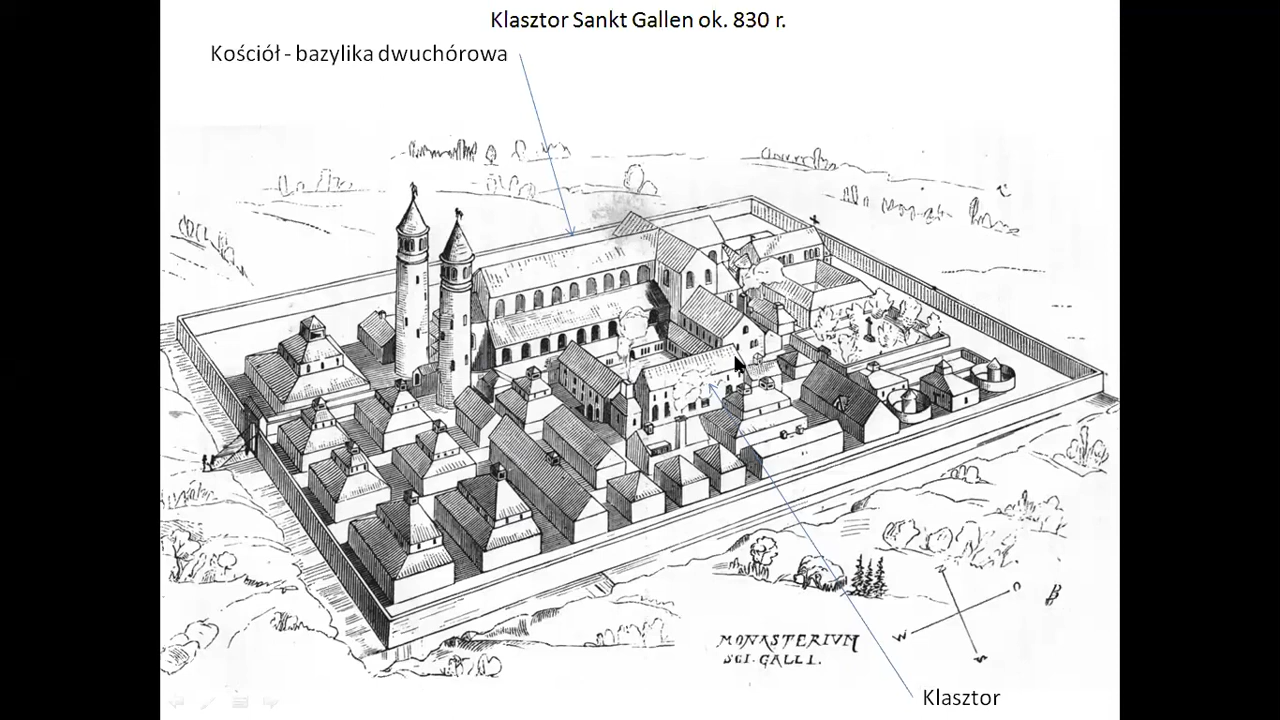 Klasztor Sankt Gallen ok. 830 r.
Kościół - bazylika dwuchórowa
W
O
B
MONASTERIVM
SCI. GALLI.
Klasztor